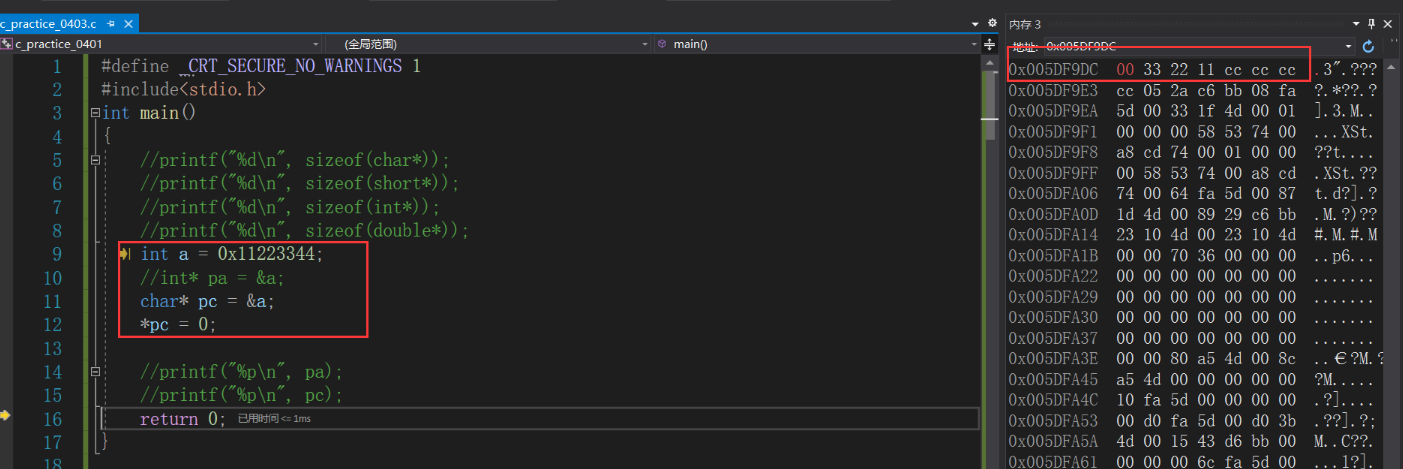 c_practice_0403.c
c_practice_0401
(全局范围)
main()
1 #define _CRT_SECURE_NO_WARNINGS 1
2 #include<stdio.h>
3 int main()
4 {
5 //printf("%d\n", sizeof(char*));
6 //printf("%d\n", sizeof(short*));
7 //printf("%d\n", sizeof(int*));
8 //printf("%d\n", sizeof(double*));
9 int a = 0x11223344;
10 //int* pa = &a;
11 char* pc = &a;
12 *pc = 0;
13
14 //printf("%p\n", pa);
15 //printf("%p\n", pc);
16 return 0; 已用时间 <= 1ms
17 }
18
内存 3
地址: 0x005DF9DC
0x005DF9DC 00 33 22 11 cc cc cc .3".???
0x005DF9E3 cc 05 2a c6 bb 08 fa ?.*??.?
0x005DF9EA 5d 00 33 1f 4d 00 01 ].3.M..
0x005DF9F1 00 00 00 58 53 74 00 ...XSt.
0x005DF9F8 a8 cd 74 00 01 00 00 ??t....
0x005DF9FF 00 58 53 74 00 a8 cd .XSt.??
0x005DFA06 74 00 64 fa 5d 00 87 t.d?].?
0x005DFA0D 1d 4d 00 89 29 c6 bb .M.?)??
0x005DFA14 23 10 4d 00 23 10 4d #.M.#.M
0x005DFA1B 00 00 70 36 00 00 00 ..p6...
0x005DFA22 00 00 00 00 00 00 00 .......
0x005DFA29 00 00 00 00 00 00 00 .......
0x005DFA30 00 00 00 00 00 00 00 .......
0x005DFA37 00 00 00 00 00 00 00 .......
0x005DFA3E 00 00 80 a5 4d 00 8c ..€?M.?
0x005DFA45 a5 4d 00 00 00 00 00 ?M.....
0x005DFA4C 10 fa 5d 00 00 00 00 .?]....
0x005DFA53 00 d0 fa 5d 00 d0 3b .??].?;
0x005DFA5A 4d 00 15 43 d6 bb 00 M..C??.
0x005DFA61 00 00 00 6c fa 5d 00 ...l?].